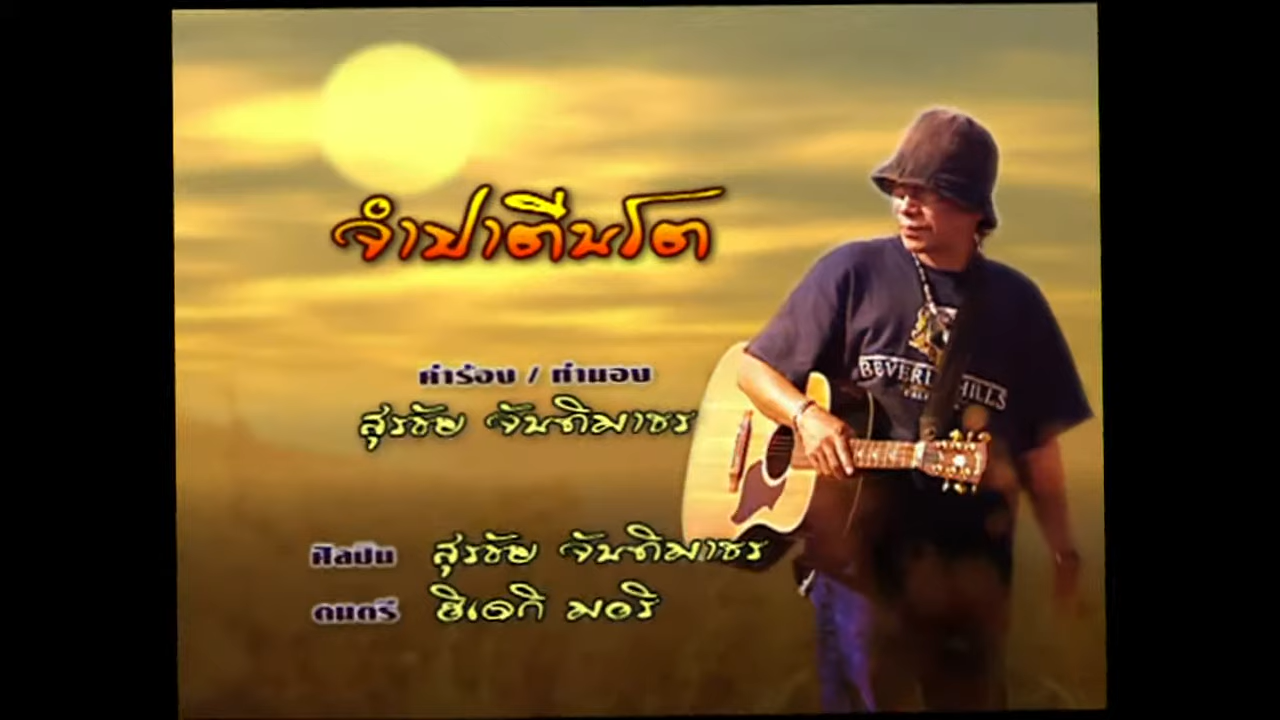 จำปาตีนโต
คำร้อง / ทำนอง
สุรชัย จันทิมาธร
ศิลปิน สุรชัย จันทิมาธร
ดนตรี ฮิเดกิ มอริ
BEVERLY HILLS